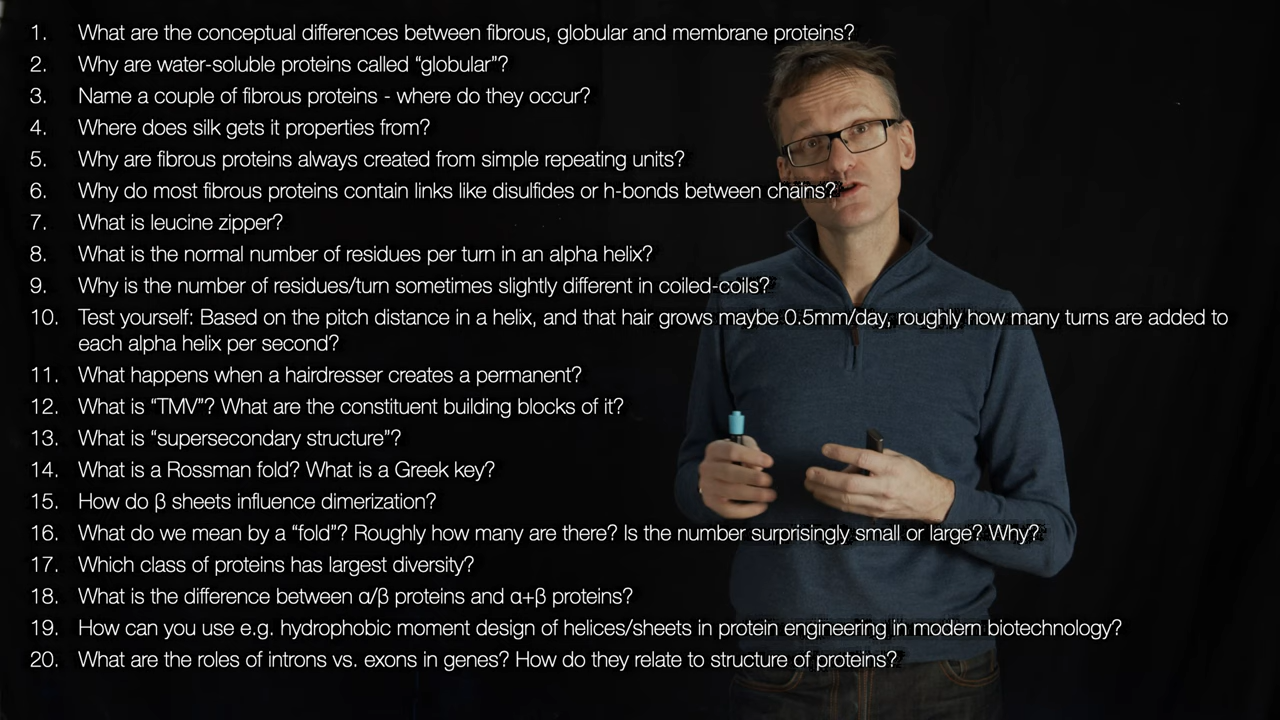 1. What are the conceptual differences between fibrous, globular and membrane proteins?
2. Why are water-soluble proteins called “globular”?
3. Name a couple of fibrous proteins - where do they occur?
4. Where does silk gets it properties from?
5. Why are fibrous proteins always created from simple repeating units?
6. Why do most fibrous proteins contain links like disulfides or h-bonds between chains?
7. What is leucine zipper?
8. What is the normal number of residues per turn in an alpha helix?
9. Why is the number of residues/turn sometimes slightly different in coiled-coils?
10. Test yourself: Based on the pitch distance in a helix, and that hair grows maybe 0.5mm/day, roughly how many turns are added to
each alpha helix per second?
11. What happens when a hairdresser creates a permanent?
12. What is “TMV”? What are the constituent building blocks of it?
13. What is “supersecondary structure”?
14. What is a Rossman fold? What is a Greek key?
15. How do β sheets influence dimerization?
16. What do we mean by a “fold”? Roughly how many are there? Is the number surprisingly small or large? Why?
17. Which class of proteins has largest diversity?
18. What is the difference between α/β proteins and α+β proteins?
19. How can you use e.g. hydrophobic moment design of helices/sheets in protein engineering in modern biotechnology?
20. What are the roles of introns vs. exons in genes? How do they relate to structure of proteins?